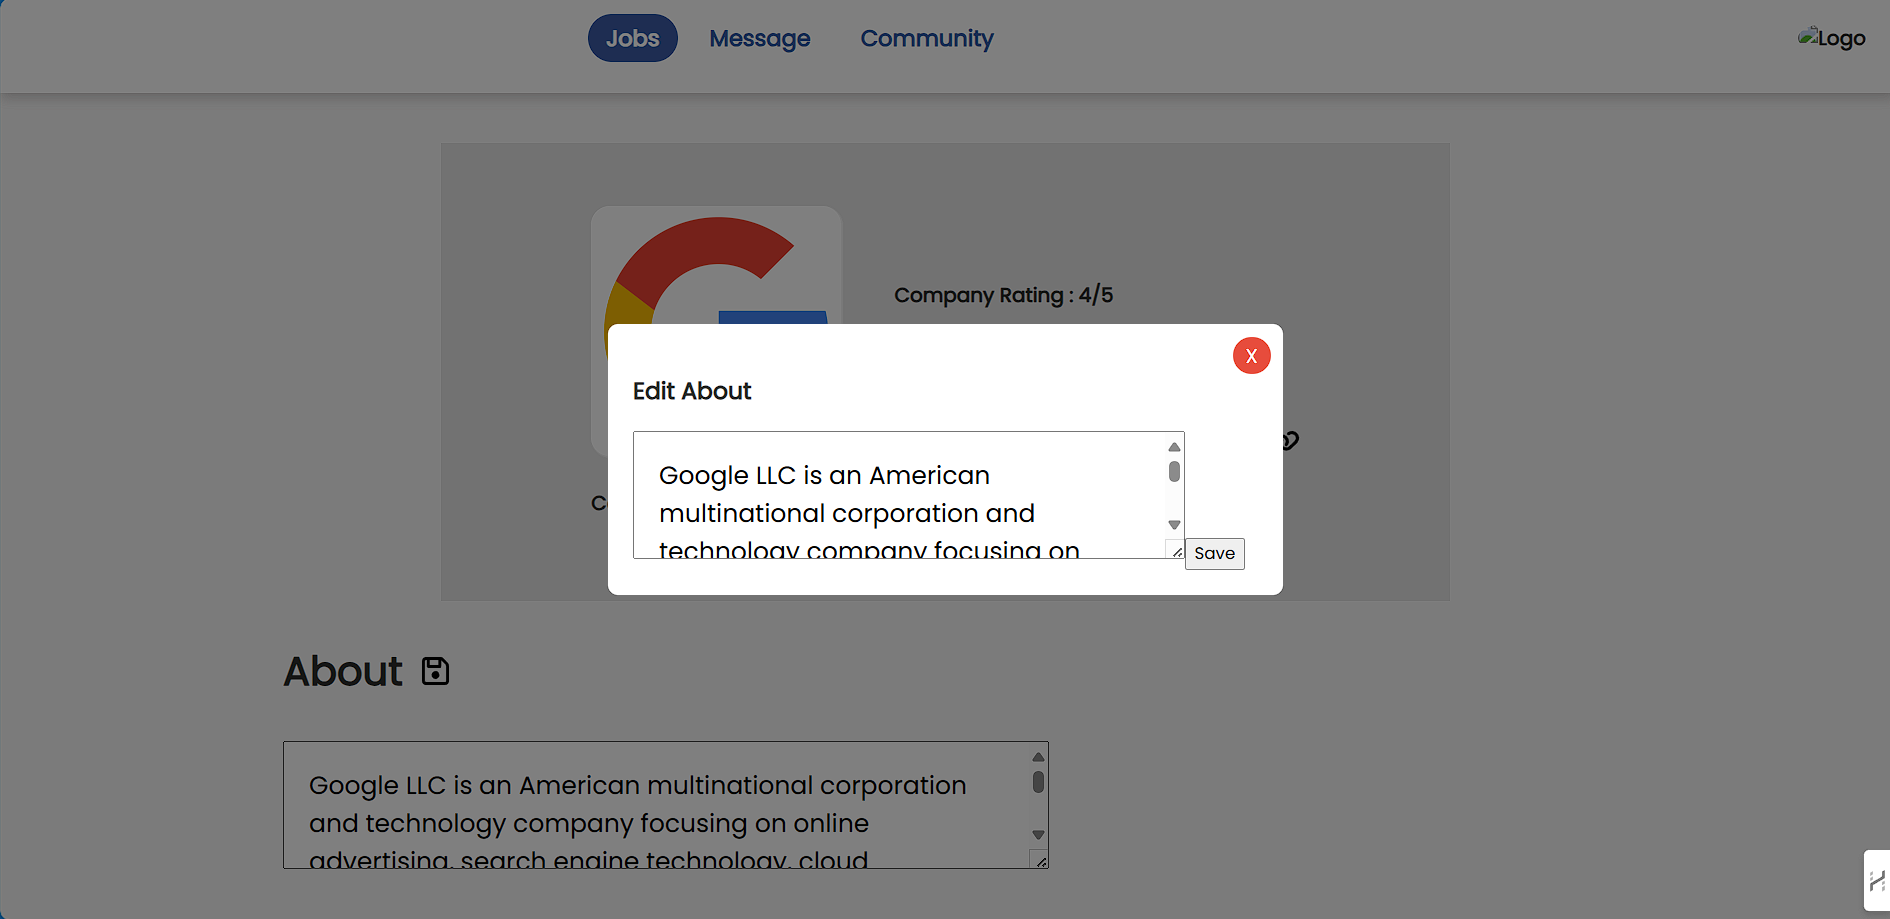 Jobs Message Community Logo
Company Rating : 4/5
X
Edit About
Google LLC is an American
multinational corporation and
technology company focusing on
Save
About
Google LLC is an American multinational corporation
and technology company focusing on online
advertising, search engine technology, cloud